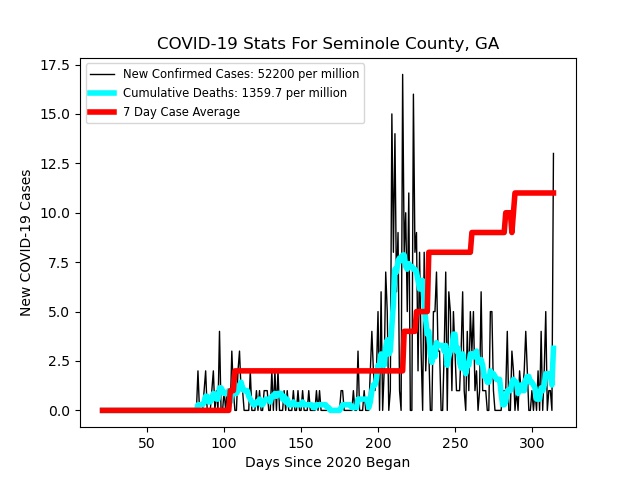 COVID-19 Stats For Seminole County, GA
New Confirmed Cases: 52200 per million
Cumulative Deaths: 1359.7 per million
7 Day Case Average
17.5
15.0
12.5
10.0
7.5
5.0
2.5
0.0
New COVID-19 Cases
50 100 150 200 250 300
Days Since 2020 Began